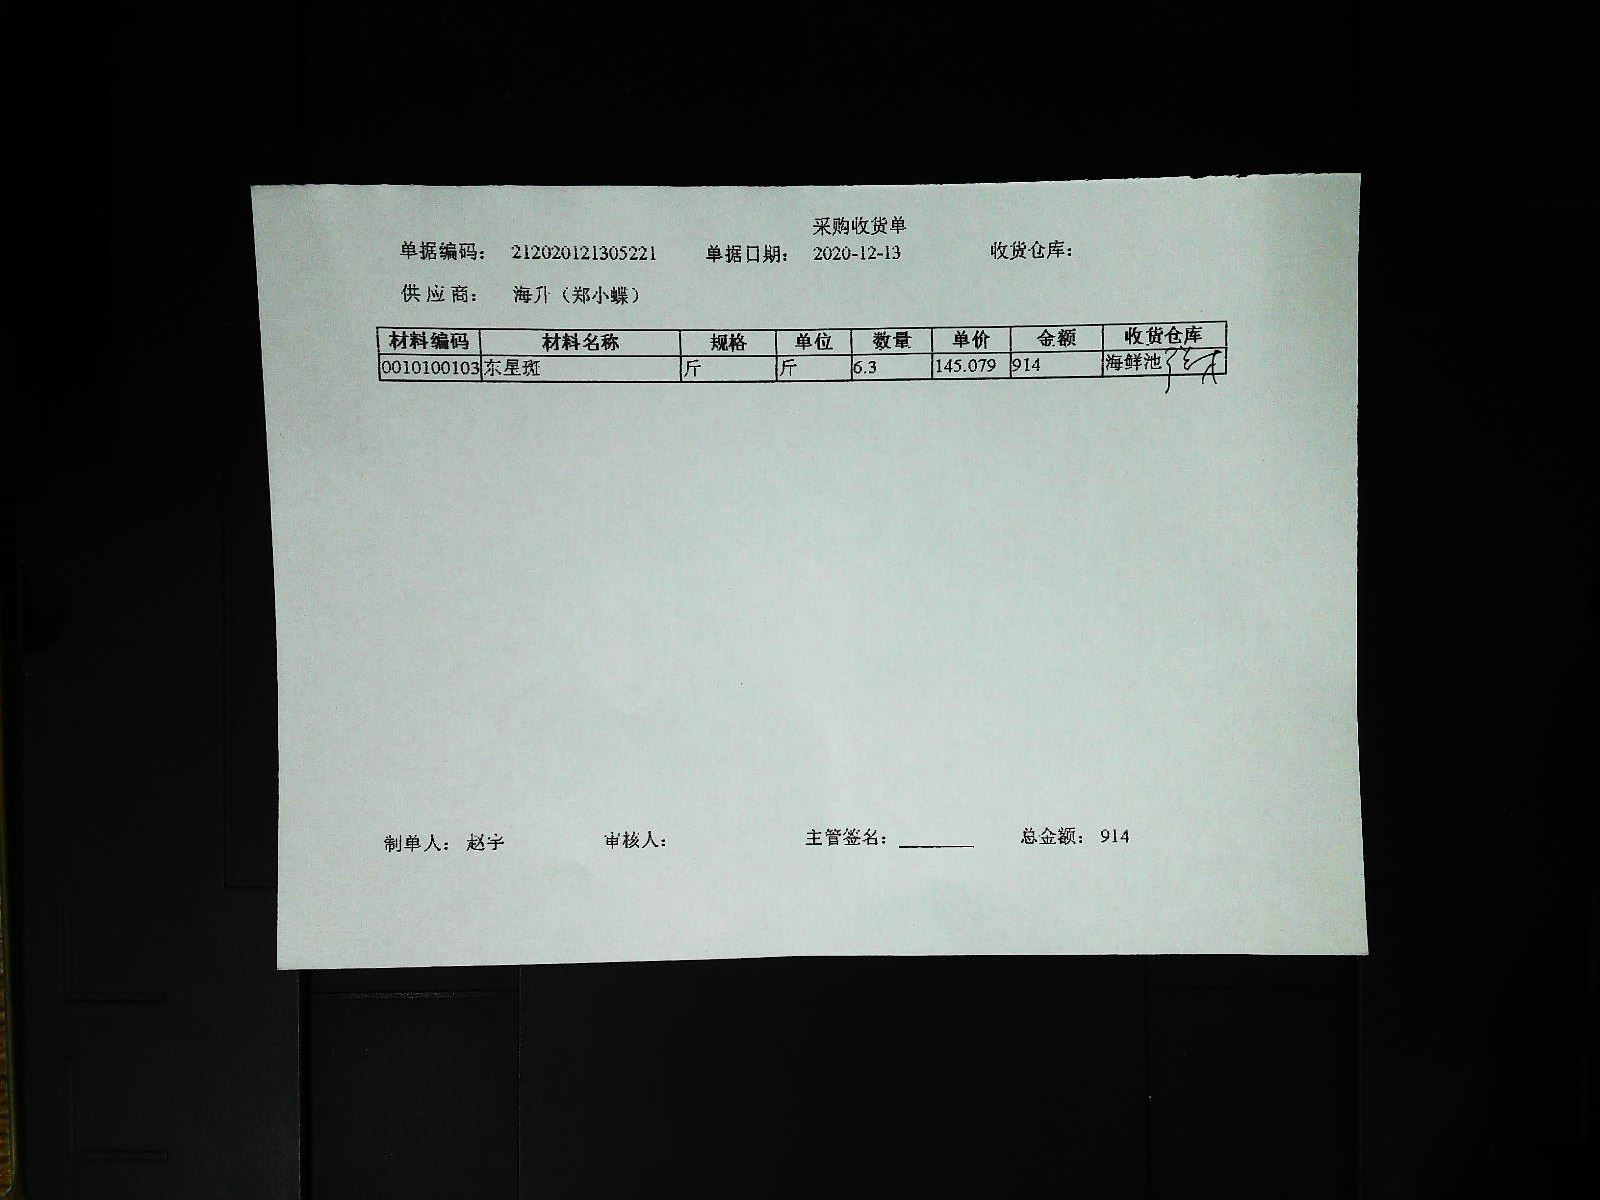 采购收货单
单据编码： 212020121305221 单据日期： 2020-12-13 收货仓库：
供应商： 海升（郑小蝶）
材料编码 材料名称 规格 单位 数量 单价 金额 收货仓库
0010100103 东星斑 斤 斤 6.3 145.079 914 海鲜池
制单人： 赵宇 审核人： 主管签名： 总金额： 914